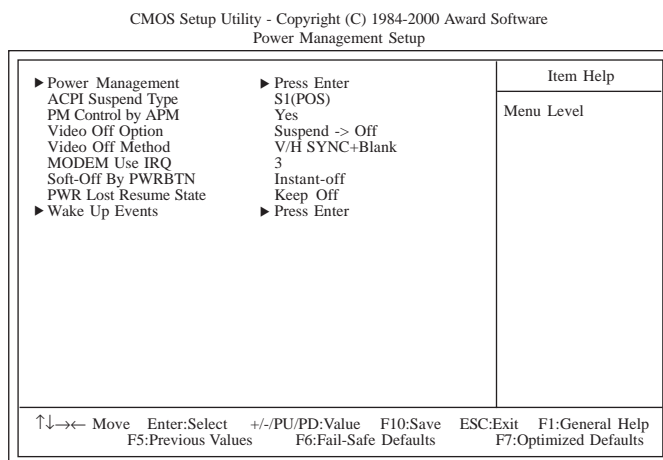 CMOS Setup Utility - Copyright (C) 1984-2000 Award Software
Power Management Setup
▶ Power Management ▶ Press Enter
ACPI Suspend Type S1(POS)
PM Control by APM Yes
Video Off Option Suspend -> Off
Video Off Method V/H SYNC+Blank
MODEM Use IRQ 3
Soft-Off By PWRBTN Instant-off
PWR Lost Resume State Keep Off
▶ Wake Up Events ▶ Press Enter
Item Help
Menu Level
↑↓→← Move Enter:Select +/-/PU/PD:Value F10:Save ESC:Exit F1:General Help
F5:Previous Values F6:Fail-Safe Defaults F7:Optimized Defaults